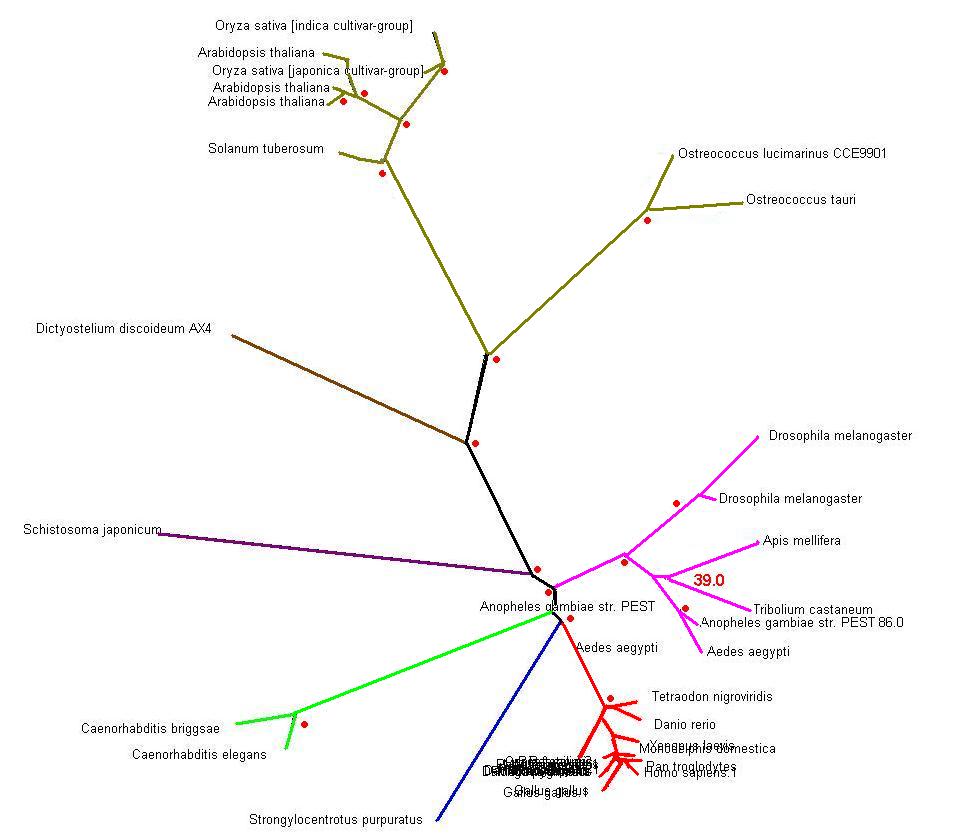 Oryza sativa [indica cultivar-group]
Arabidopsis thaliana
Oryza sativa [japonica cultivar-group]
Arabidopsis thaliana
Arabidopsis thaliana
Solanum tuberosum
Ostreococcus lucimarinus CCE9901
Ostreococcus tauri
Dictyostelium discoideum AX4
Drosophila melanogaster
Drosophila melanogaster
Schistosoma japonicum
Apis mellifera
39.0
Anopheles gambiae str. PEST
Tribolium castaneum
Anopheles gambiae str. PEST 86.0
Aedes aegypti
Aedes aegypti
Tetraodon nigroviridis
Danio rerio
Caenorhabditis briggsae
Xenopus laevis
Monodelphis domestica
Caenorhabditis elegans
Pan troglodytes
Homo sapiens.1
Gallus gallus
Gallus gallus.1
Strongylocentrotus purpuratus